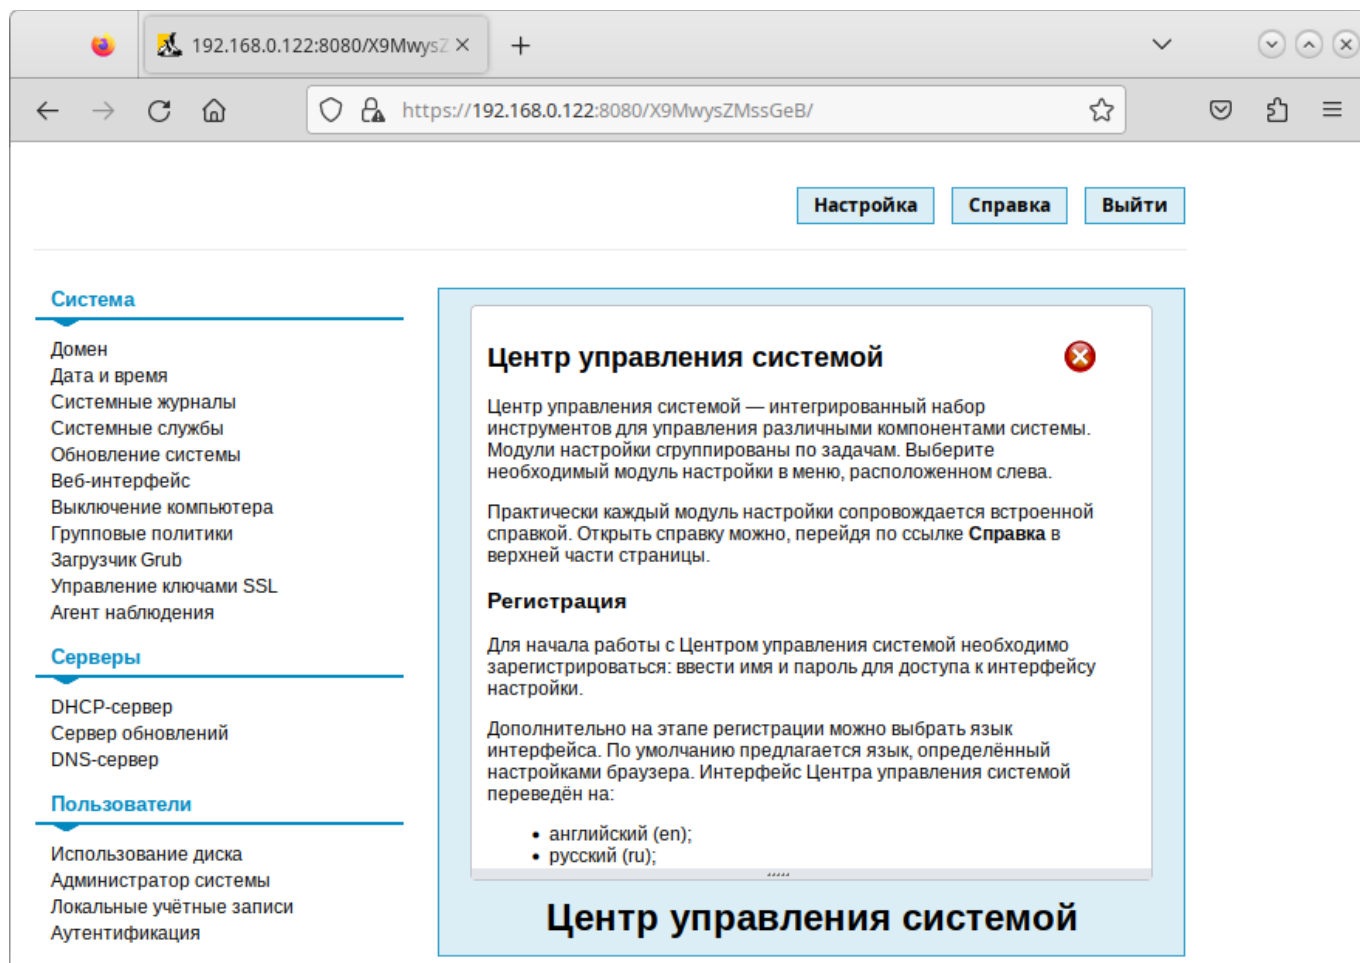 192.168.0.122:8080/X9MwysZ
https://192.168.0.122:8080/X9MwysZMssGeB/
Настройка
Справка
Выйти
Система
Домен
Дата и время
Системные журналы
Системные службы
Обновление системы
Веб-интерфейс
Выключение компьютера
Групповые политики
Загрузчик Grub
Управление ключами SSL
Агент наблюдения
Серверы
DHCP-сервер
Сервер обновлений
DNS-сервер
Пользователи
Использование диска
Администратор системы
Локальные учётные записи
Аутентификация
Центр управления системой
Центр управления системой — интегрированный набор
инструментов для управления различными компонентами системы.
Модули настройки сгруппированы по задачам. Выберите
необходимый модуль настройки в меню, расположенном слева.
Практически каждый модуль настройки сопровождается встроенной
справкой. Открыть справку можно, перейдя по ссылке Справка в
верхней части страницы.
Регистрация
Для начала работы с Центром управления системой необходимо
зарегистрироваться: ввести имя и пароль для доступа к интерфейсу
настройки.
Дополнительно на этапе регистрации можно выбрать язык
интерфейса. По умолчанию предлагается язык, определённый
настройками браузера. Интерфейс Центра управления системой
переведён на:
• английский (en);
• русский (ru);
Центр управления системой